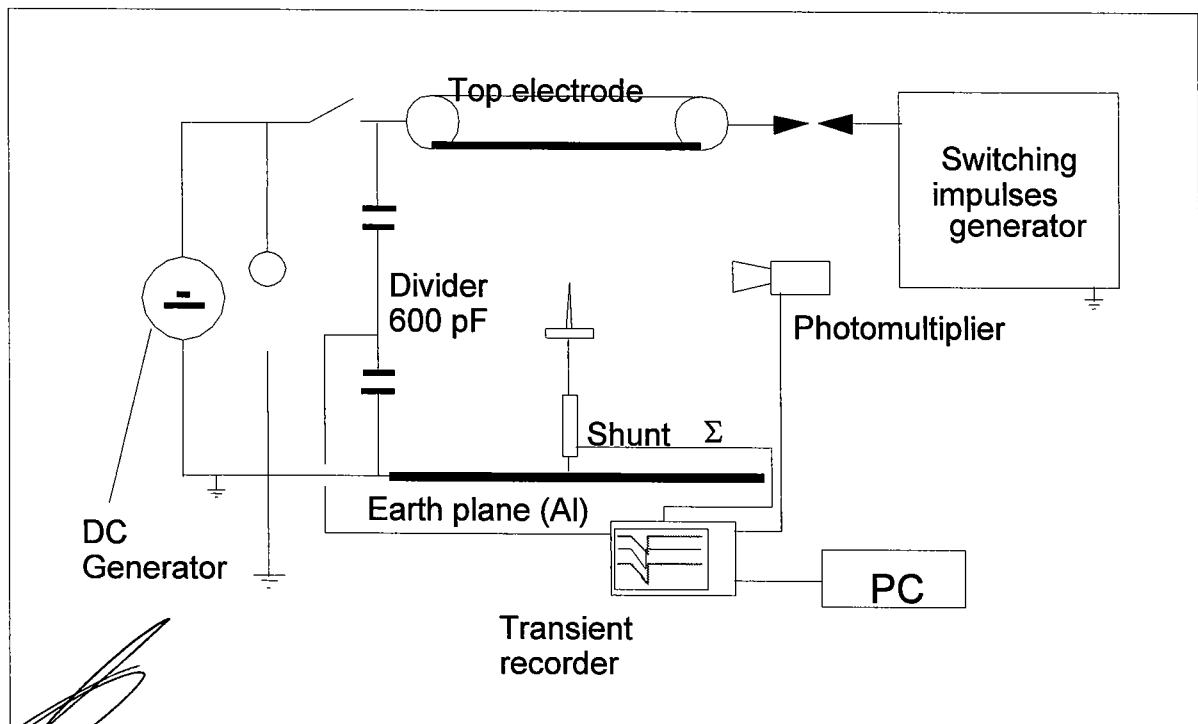 Top electrode
Switching
impulses
generator
Divider
600 pF
Photomultiplier
Shunt Σ
Earth plane (Al)
DC
Generator
PC
Transient
recorder